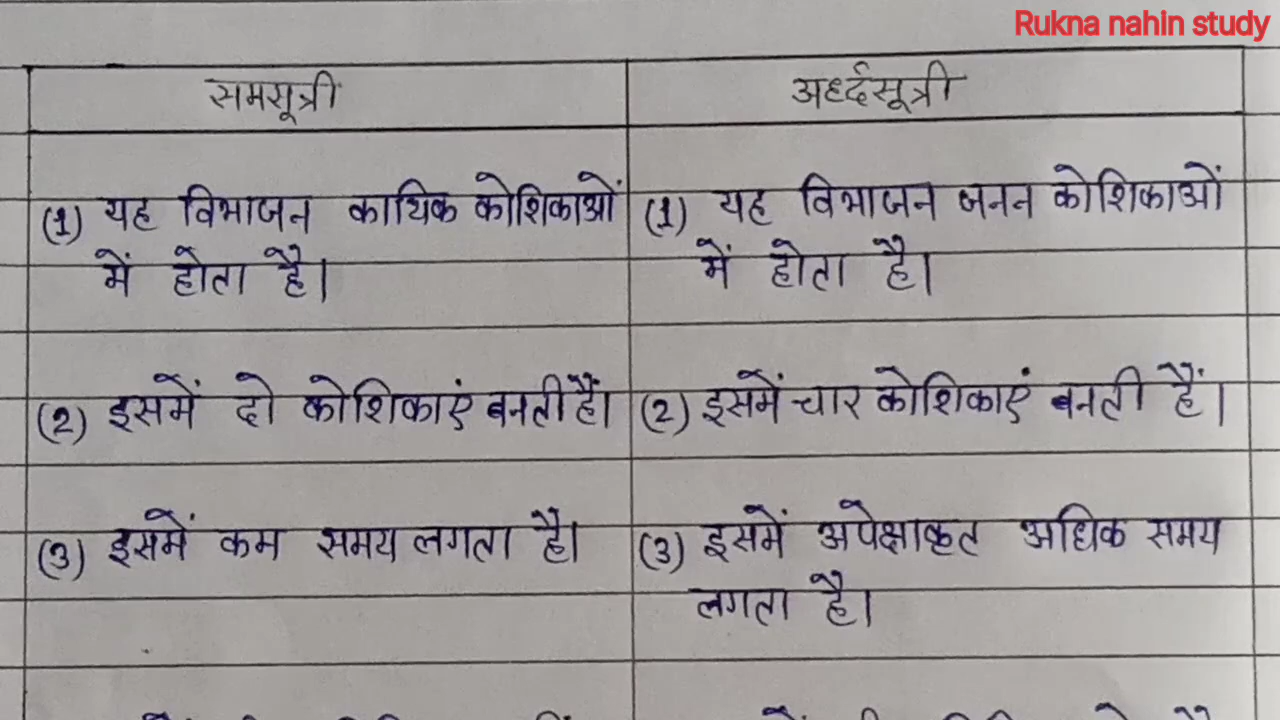 Rukna nahin study
समसूत्री
अर्ध्दसूत्री
(1) यह विभाजन कायिक कोशिकाओं
में होता है।
(1) यह विभाजन जनन कोशिकाओं
में होता है।
(2) इसमें दो कोशिकाएं बनती हैं।
(2) इसमें चार कोशिकाएं बनती हैं।
(3) इसमें कम समय लगता है।
(3) इसमें अपेक्षाकृत अधिक समय
लगता है।